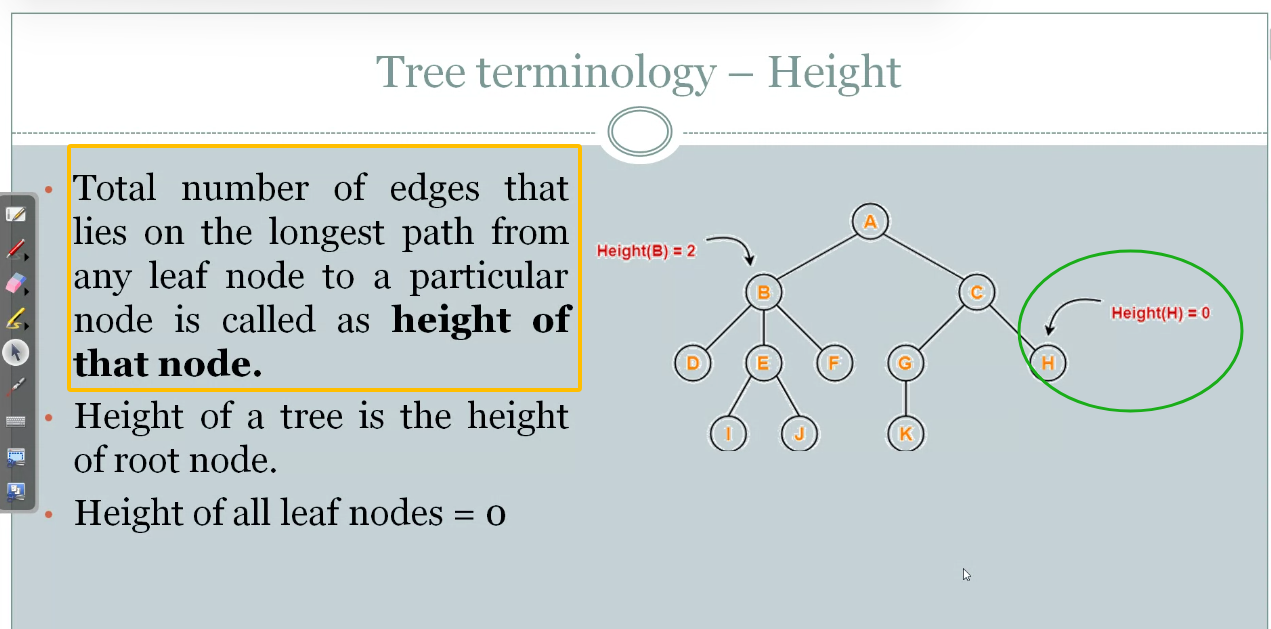 Tree terminology – Height
• Total number of edges that
lies on the longest path from
any leaf node to a particular
node is called as height of
that node.
• Height of a tree is the height
of root node.
• Height of all leaf nodes = 0
A
Height(B) = 2
B
C
Height(H) = 0
D
E
F
G
H
I
J
K